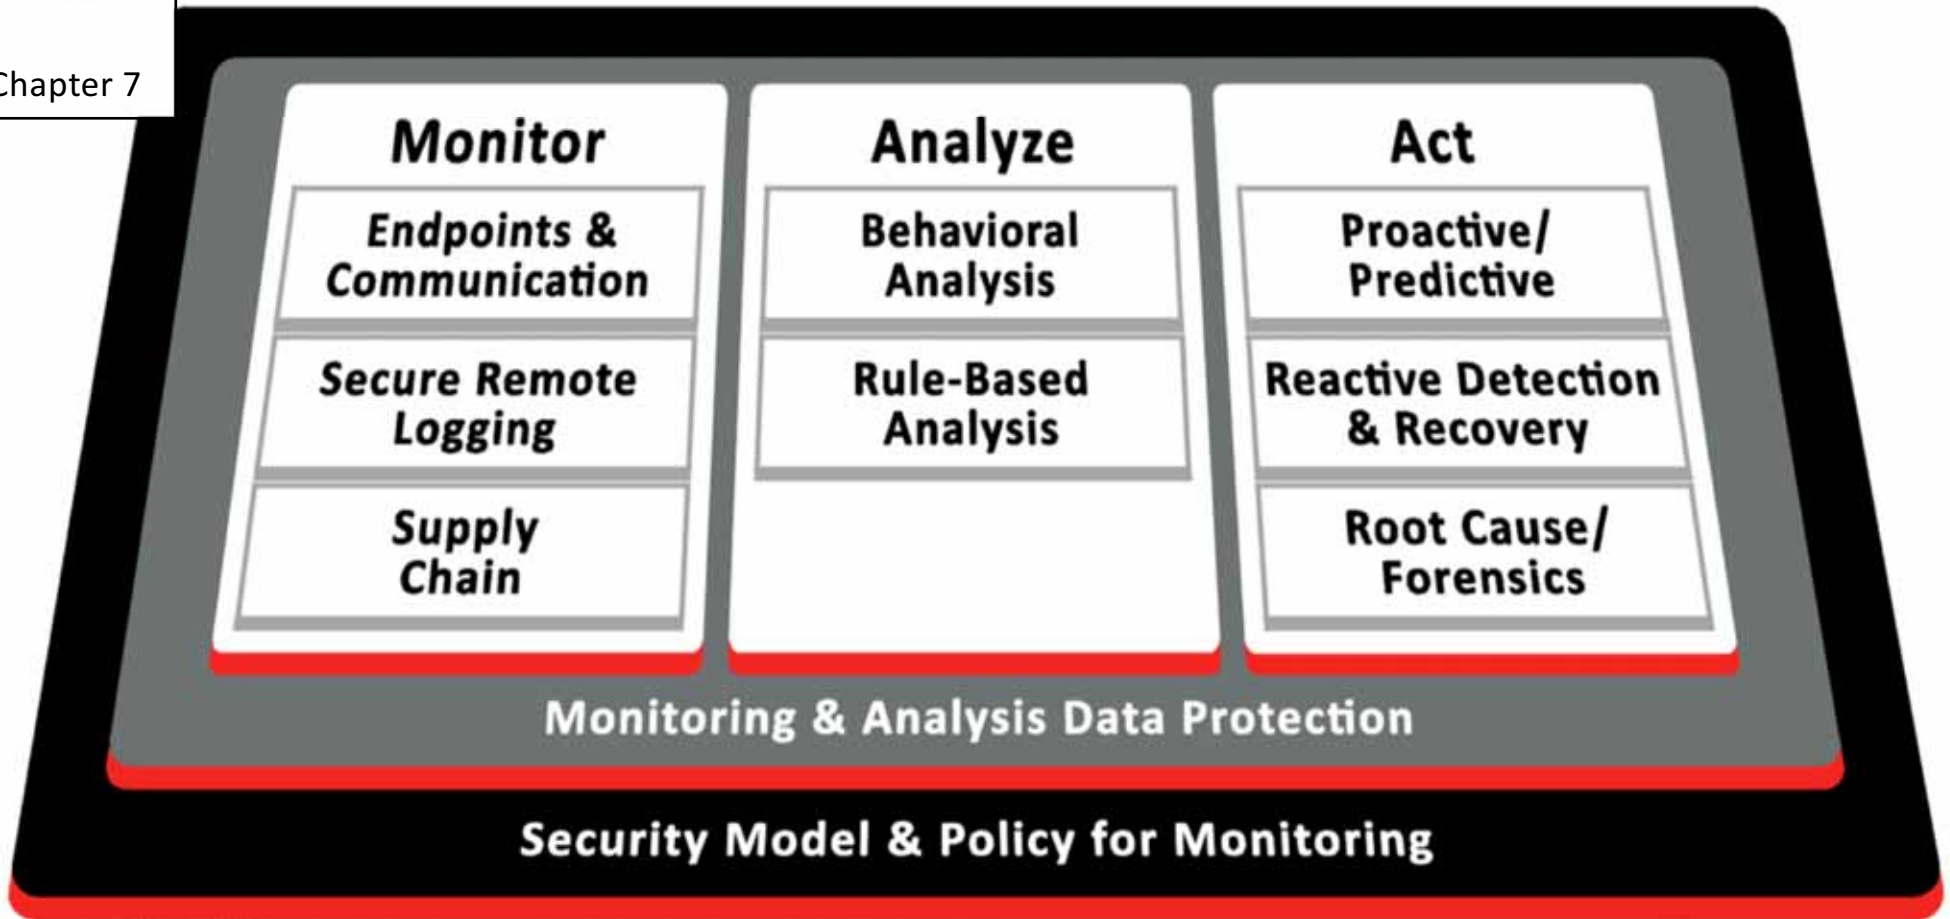 Chapter 7
Monitor
Endpoints &
Communication
Secure Remote
Logging
Supply
Chain
Analyze
Behavioral
Analysis
Rule-Based
Analysis
Act
Proactive/
Predictive
Reactive Detection
& Recovery
Root Cause/
Forensics
Monitoring & Analysis Data Protection
Security Model & Policy for Monitoring